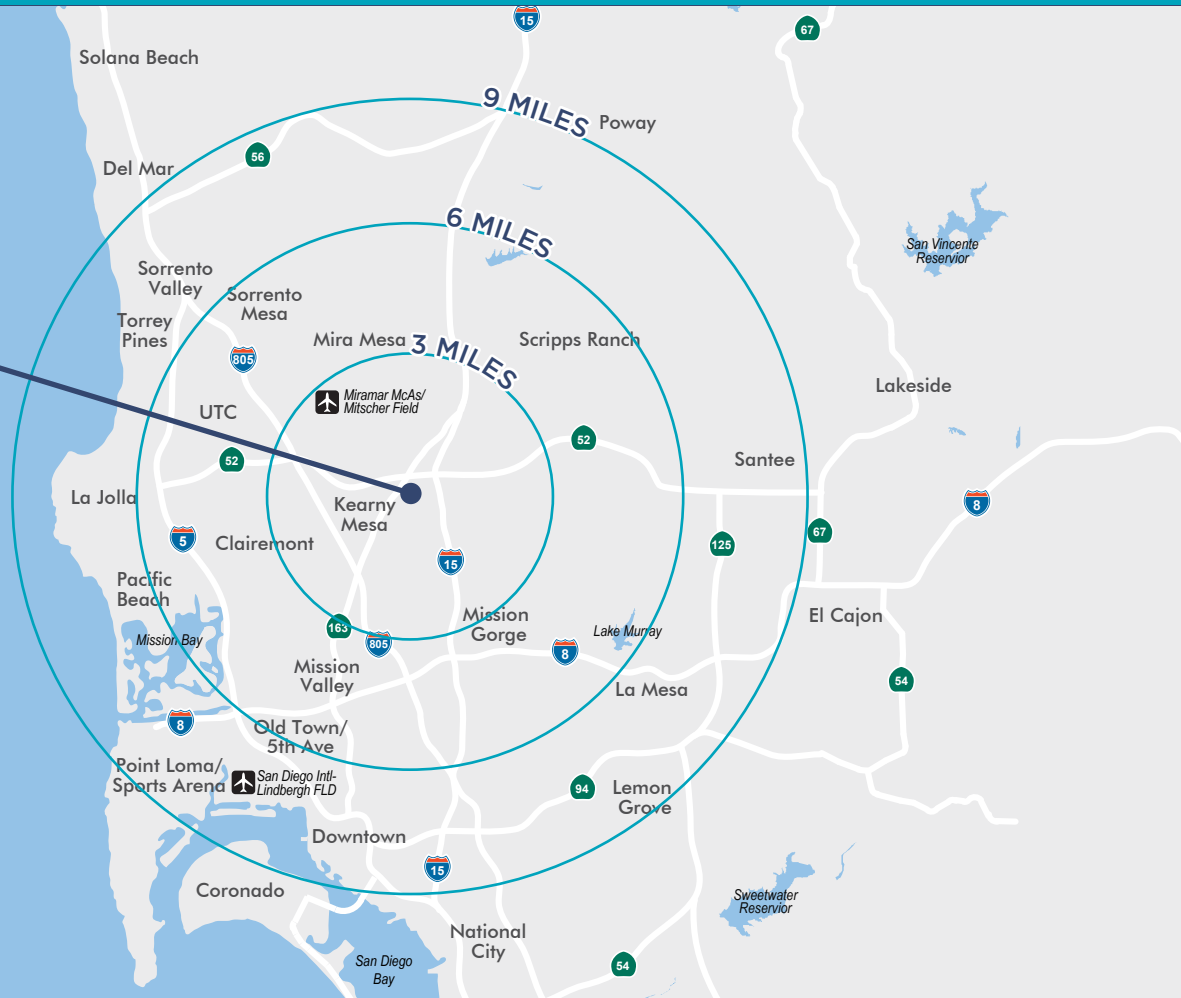 15
67
Solana Beach
9 MILES
Poway
56
Del Mar
6 MILES
San Vincente
Reservior
Sorrento
Valley
Sorrento
Mesa
Torrey
Pines
Mira Mesa
3 MILES
Scripps Ranch
805
Lakeside
Miramar McAs/
Mitscher Field
UTC
52
52
Santee
La Jolla
Kearny
Mesa
8
5
Clairemont
15
125
67
Pacific
Beach
Mission
Gorge
El Cajon
Mission Bay
163
805
8
Lake Murray
Mission
Valley
La Mesa
54
8
Old Town/
5th Ave
Point Loma/
Sports Arena
San Diego Intl-
Lindbergh FLD
94
Lemon
Grove
Downtown
15
Coronado
Sweetwater
Reservior
National
City
San Diego
Bay
54